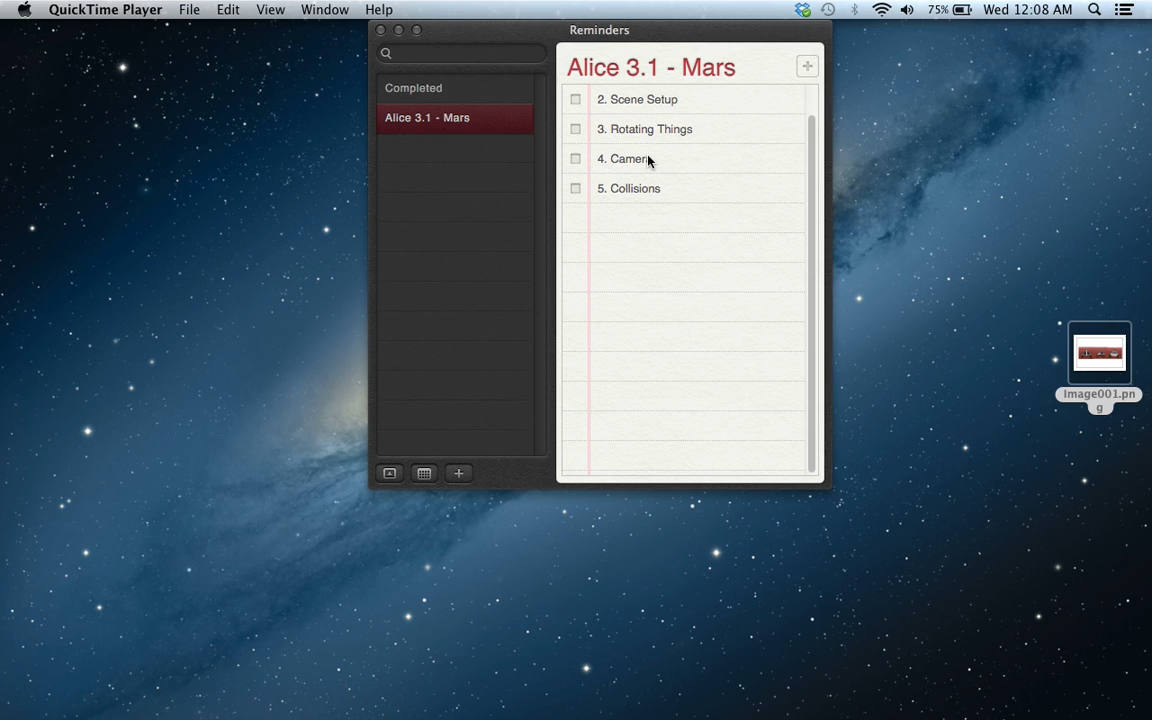 QuickTime Player File Edit View Window Help 75% Wed 12:08 AM
Reminders
Completed
Alice 3.1 - Mars
Alice 3.1 - Mars
2. Scene Setup
3. Rotating Things
4. Camera
5. Collisions
Image001.pn
g